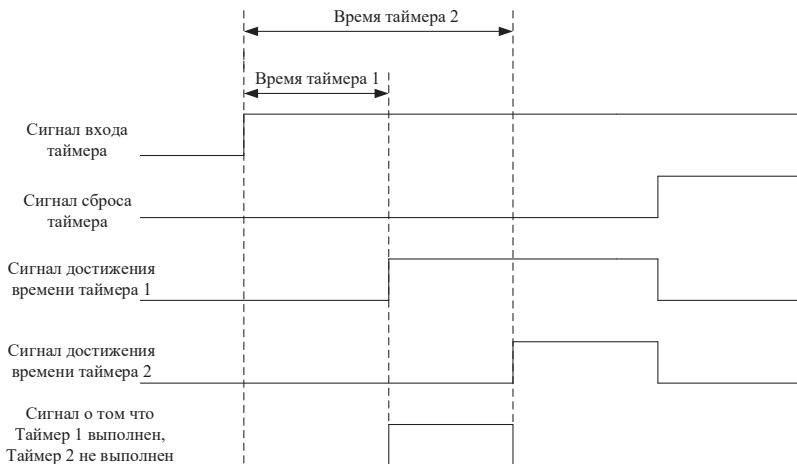 Время таймера 2
Время таймера 1
Сигнал входа
таймера
Сигнал сброса
таймера
Сигнал достижения
времени таймера 1
Сигнал достижения
времени таймера 2
Сигнал о том что
Таймер 1 выполнен,
Таймер 2 не выполнен